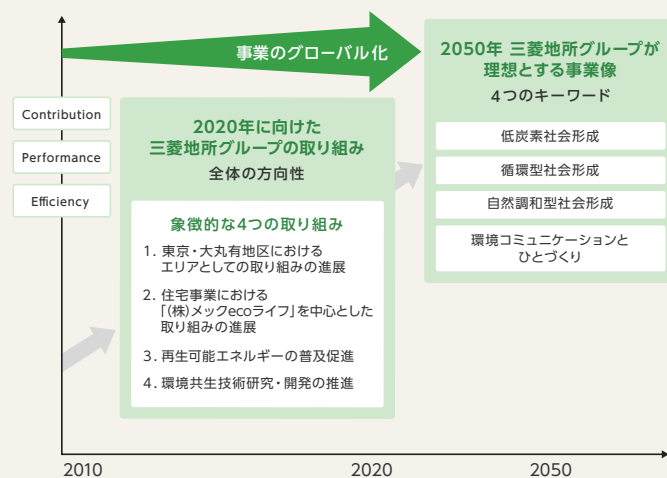 事業のグローバル化
2050年 三菱地所グループが
理想とする事業像
4つのキーワード
低炭素社会形成
循環型社会形成
自然調和型社会形成
環境コミュニケーションと
ひとづくり
Contribution
Performance
Efficiency
2020年に向けた
三菱地所グループの取り組み
全体の方向性
象徴的な4つの取り組み
1. 東京・大丸有地区における
エリアとしての取り組みの進展
2. 住宅事業における
「(株)メックecoライフ」を中心とした
取り組みの進展
3. 再生可能エネルギーの普及促進
4. 環境共生技術研究・開発の推進
2010
2020
2050